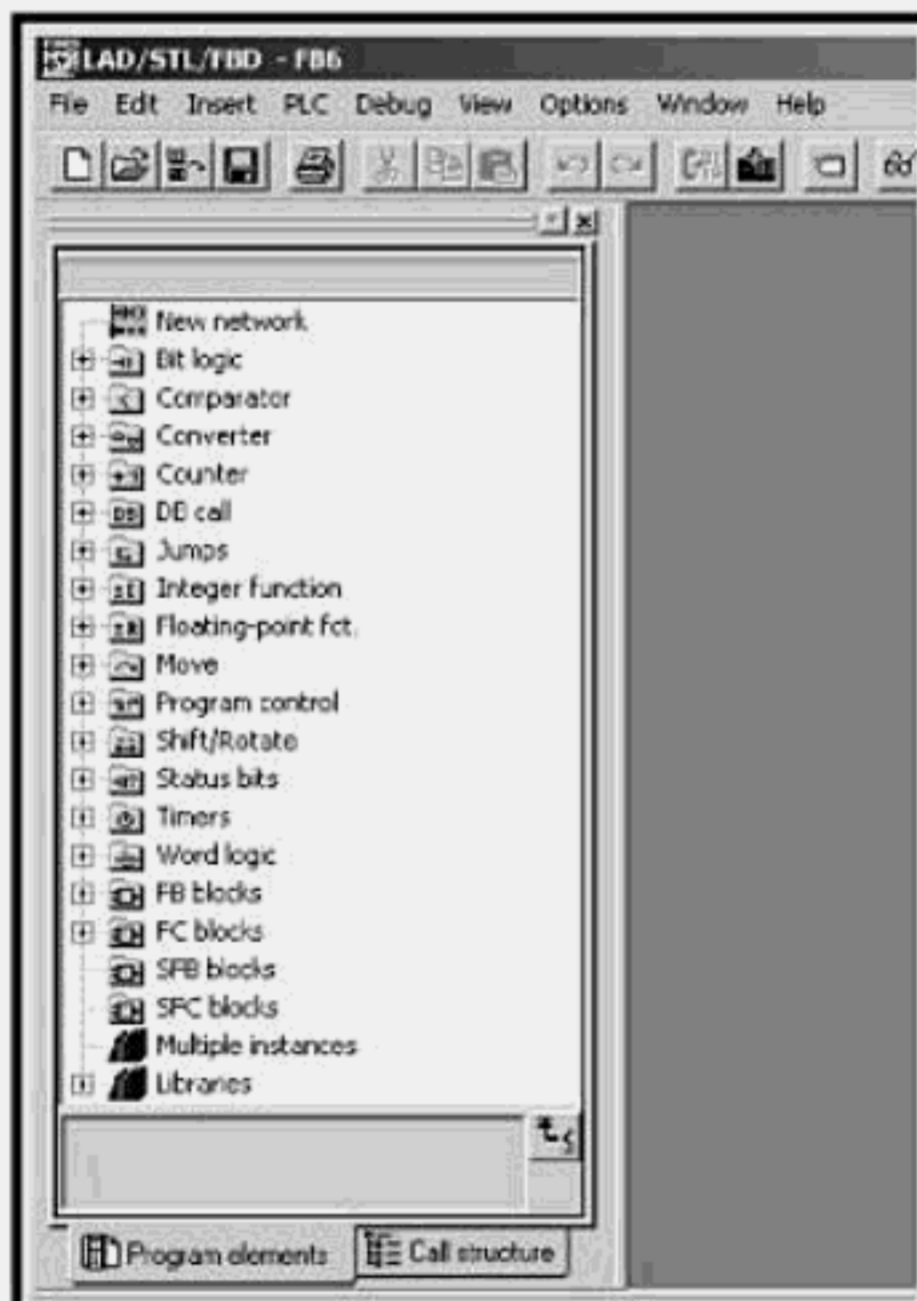 LAD/STL/FBD - FB6
File Edit Insert PLC Debug View Options Window Help
New network
Bit logic
Comparator
Converter
Counter
DB call
Jumps
Integer function
Floating-point fct.
Move
Program control
Shift/Rotate
Status bits
Timers
Word logic
FB blocks
FC blocks
SFB blocks
SFC blocks
Multiple instances
Libraries
Program elements Call structure